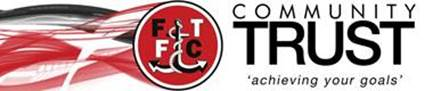 F T
F C
COMMUNITY
TRUST
'achieving your goals'